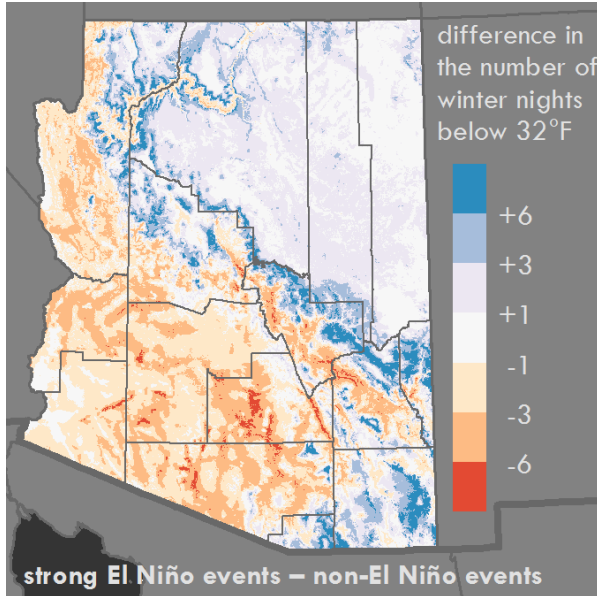 difference in
the number of
winter nights
below 32°F
+6
+3
+1
-1
-3
-6
strong El Niño events – non-El Niño events